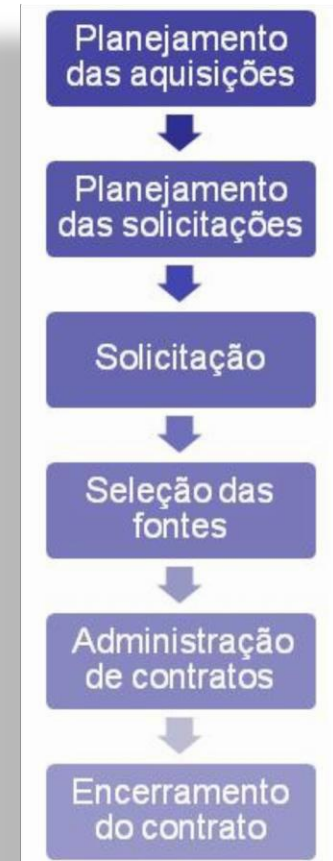 Planejamento
das aquisições
Planejamento
das solicitações
Solicitação
Seleção das
fontes
Administração
de contratos
Encerramento
do contrato